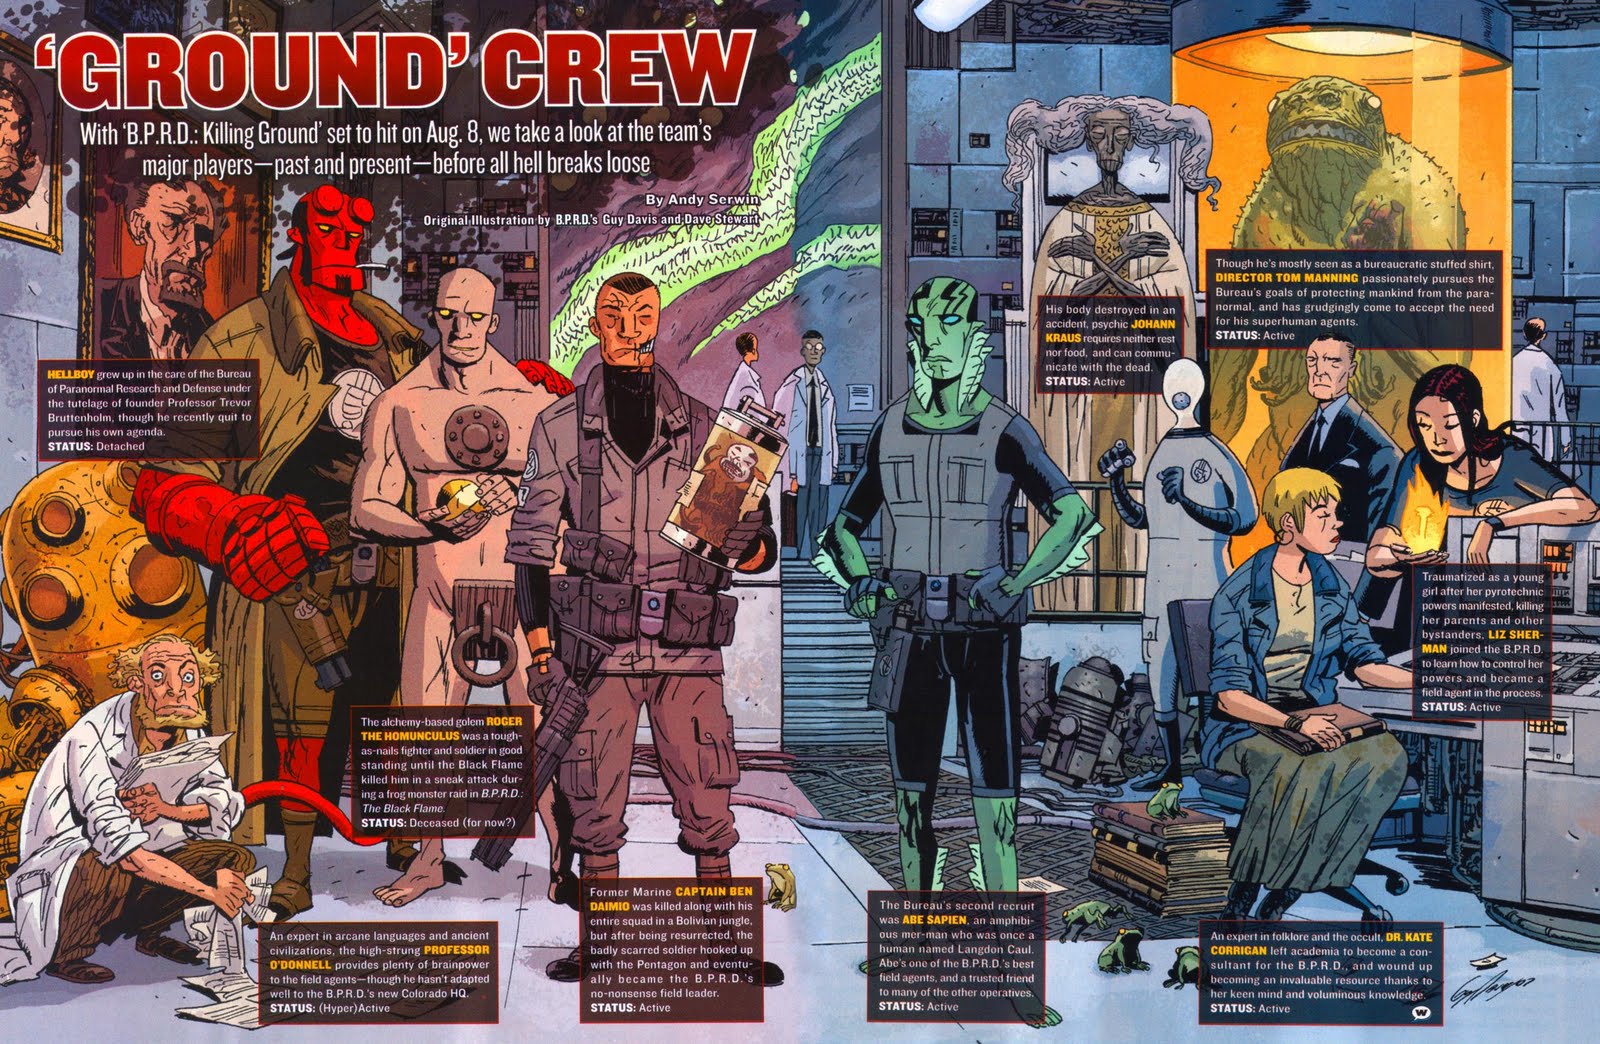 ‘GROUND’ CREW
With ‘B.P.R.D.: Killing Ground’ set to hit on Aug. 8, we take a look at the team’s
major players—past and present—before all hell breaks loose
By Andy Serwin
Original Illustration by B.P.R.D.’s Guy Davis and Dave Stewart
HELLBOY grew up in the care of the Bureau
of Paranormal Research and Defense under
the tutelage of founder Professor Trevor
Bruttenholm, though he recently quit to
pursue his own agenda.
STATUS: Detached
The alchemy-based golem ROGER
THE HOMUNCULUS was a tough-
as-nails fighter and soldier in good
standing until the Black Flame
killed him in a sneak attack dur-
ing a frog monster raid in B.P.R.D.:
The Black Flame.
STATUS: Deceased (for now?)
An expert in arcane languages and ancient
civilizations, the high-strung PROFESSOR
O’DONNELL provides plenty of brainpower
to the field agents—though he hasn’t adapted
well to the B.P.R.D.’s new Colorado HQ.
STATUS: (Hyper)Active
Former Marine CAPTAIN BEN
DAIMIO was killed along with his
entire squad in a Bolivian jungle,
but after being resurrected, the
badly scarred soldier hooked up
with the Pentagon and eventu-
ally became the B.P.R.D.’s
no-nonsense field leader.
STATUS: Active
The Bureau’s second recruit
was ABE SAPIEN, an amphibi-
ous mer-man who was once a
human named Langdon Caul.
Abe’s one of the B.P.R.D.’s best
field agents, and a trusted friend
to many of the other operatives.
STATUS: Active
His body destroyed in an
accident, psychic JOHANN
KRAUS requires neither rest
nor food, and can commu-
nicate with the dead.
STATUS: Active
Though he’s mostly seen as a bureaucratic stuffed shirt,
DIRECTOR TOM MANNING passionately pursues the
Bureau’s goals of protecting mankind from the para-
normal, and has grudgingly come to accept the need
for his superhuman agents.
STATUS: Active
Traumatized as a young
girl after her pyrotechnic
powers manifested, killing
her parents and other
bystanders, LIZ SHER-
MAN joined the B.P.R.D.
to learn how to control her
powers and became a
field agent in the process.
STATUS: Active
An expert in folklore and the occult, DR. KATE
CORRIGAN left academia to become a con-
sultant for the B.P.R.D., and wound up
becoming an invaluable resource thanks to
her keen mind and voluminous knowledge.
STATUS: Active
W